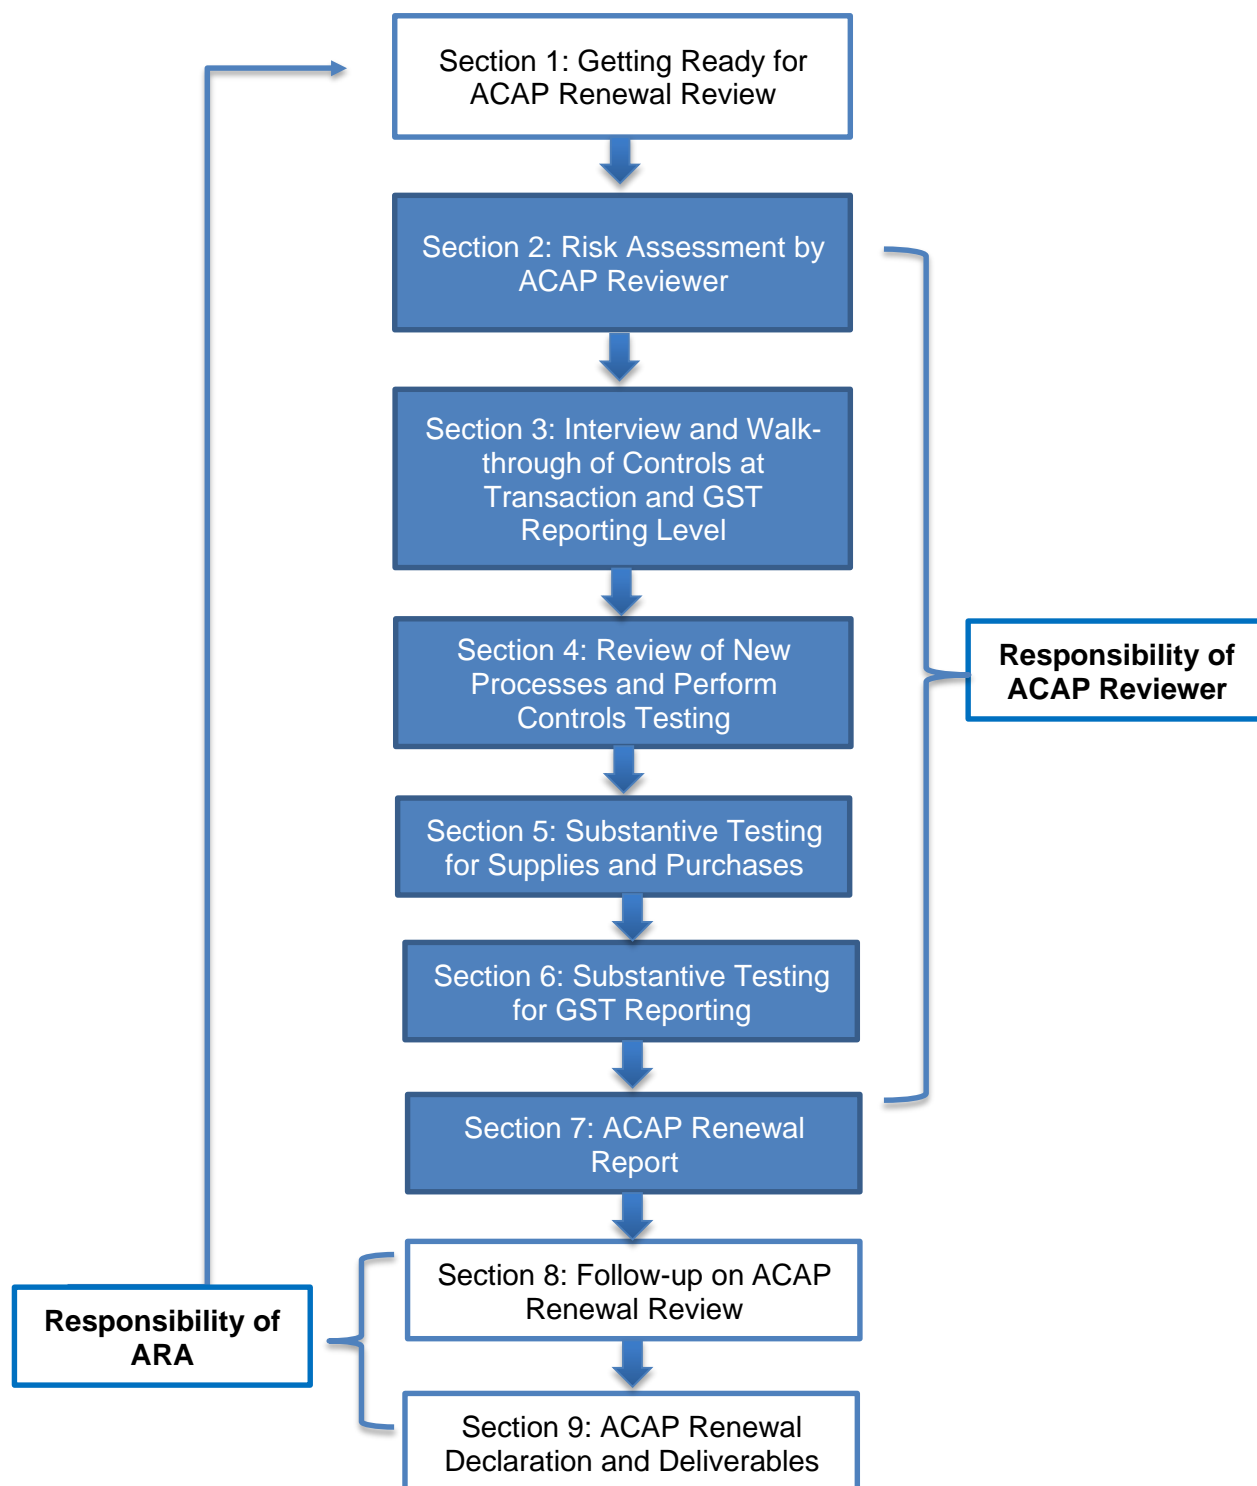 Section 1: Getting Ready for
ACAP Renewal Review
Section 2: Risk Assessment by
ACAP Reviewer
Section 3: Interview and Walk-
through of Controls at
Transaction and GST
Reporting Level
Section 4: Review of New
Processes and Perform
Controls Testing
Responsibility of
ACAP Reviewer
Section 5: Substantive Testing
for Supplies and Purchases
Section 6: Substantive Testing
for GST Reporting
Section 7: ACAP Renewal
Report
Section 8: Follow-up on ACAP
Renewal Review
Responsibility of
ARA
Section 9: ACAP Renewal
Declaration and Deliverables